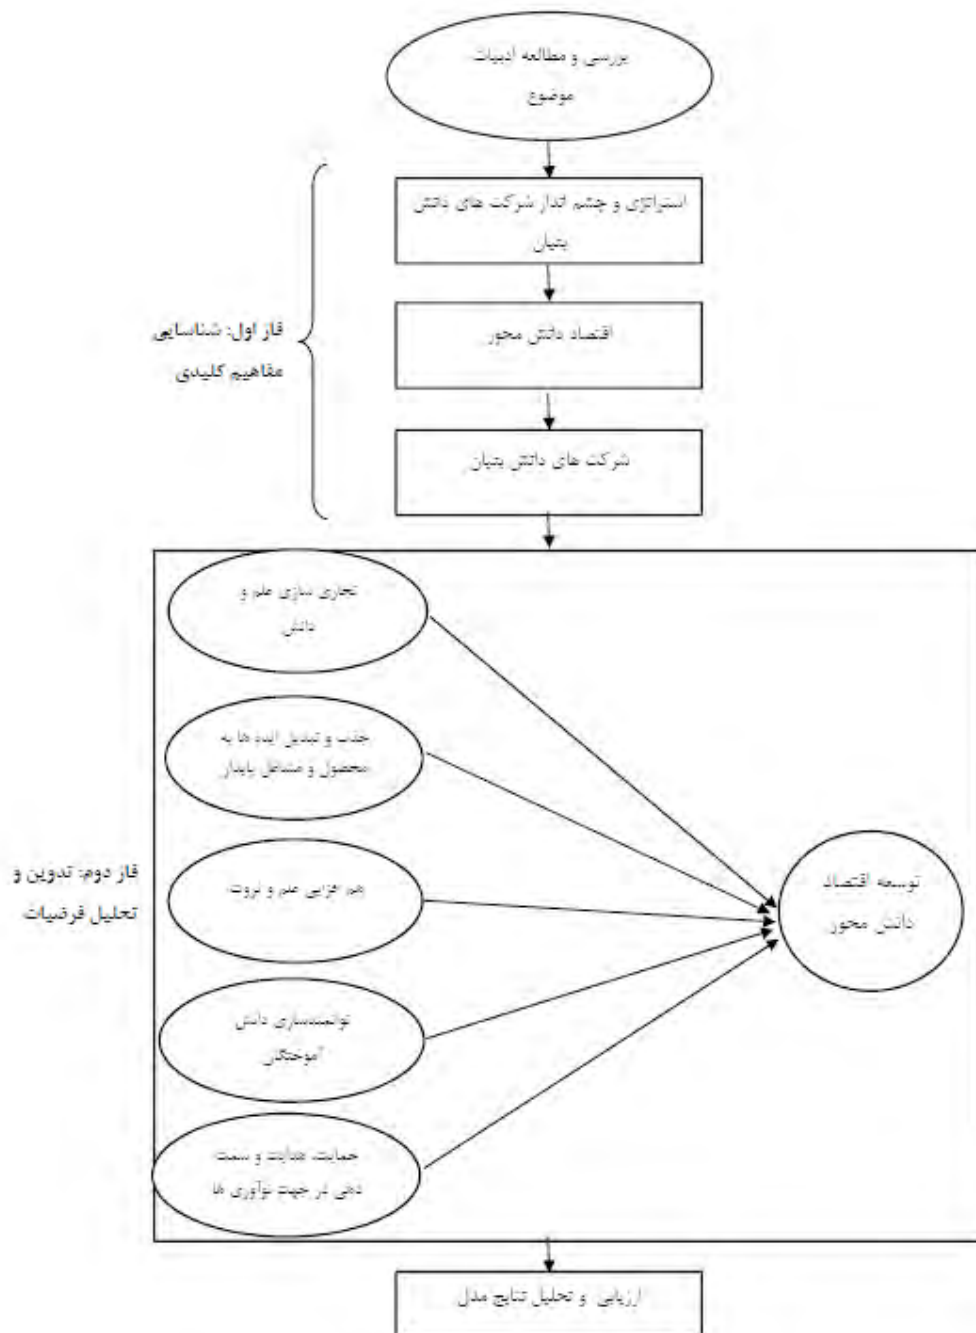 بررسی و مطالعه ادبیات
موضوع
استراتژی و چشم انداز شرکت های دانش
بنیان
اقتصاد دانش محور
فاز اول: شناسایی
مفاهیم کلیدی
شرکت های دانش بنیان
تجاری سازی علم و
دانش
جذب و تبدیل ایده ها به
محصول و مشاغل پایدار
هم افزایی علم و ثروت
فاز دوم: تدوین و
تحلیل فرضیات
توسعه اقتصاد
دانش محور
توانمندسازی دانش
آموختگان
حمایت، هدایت و سمت
دهی در جهت نوآوری ها
ارزیابی و تحلیل نتایج مدل